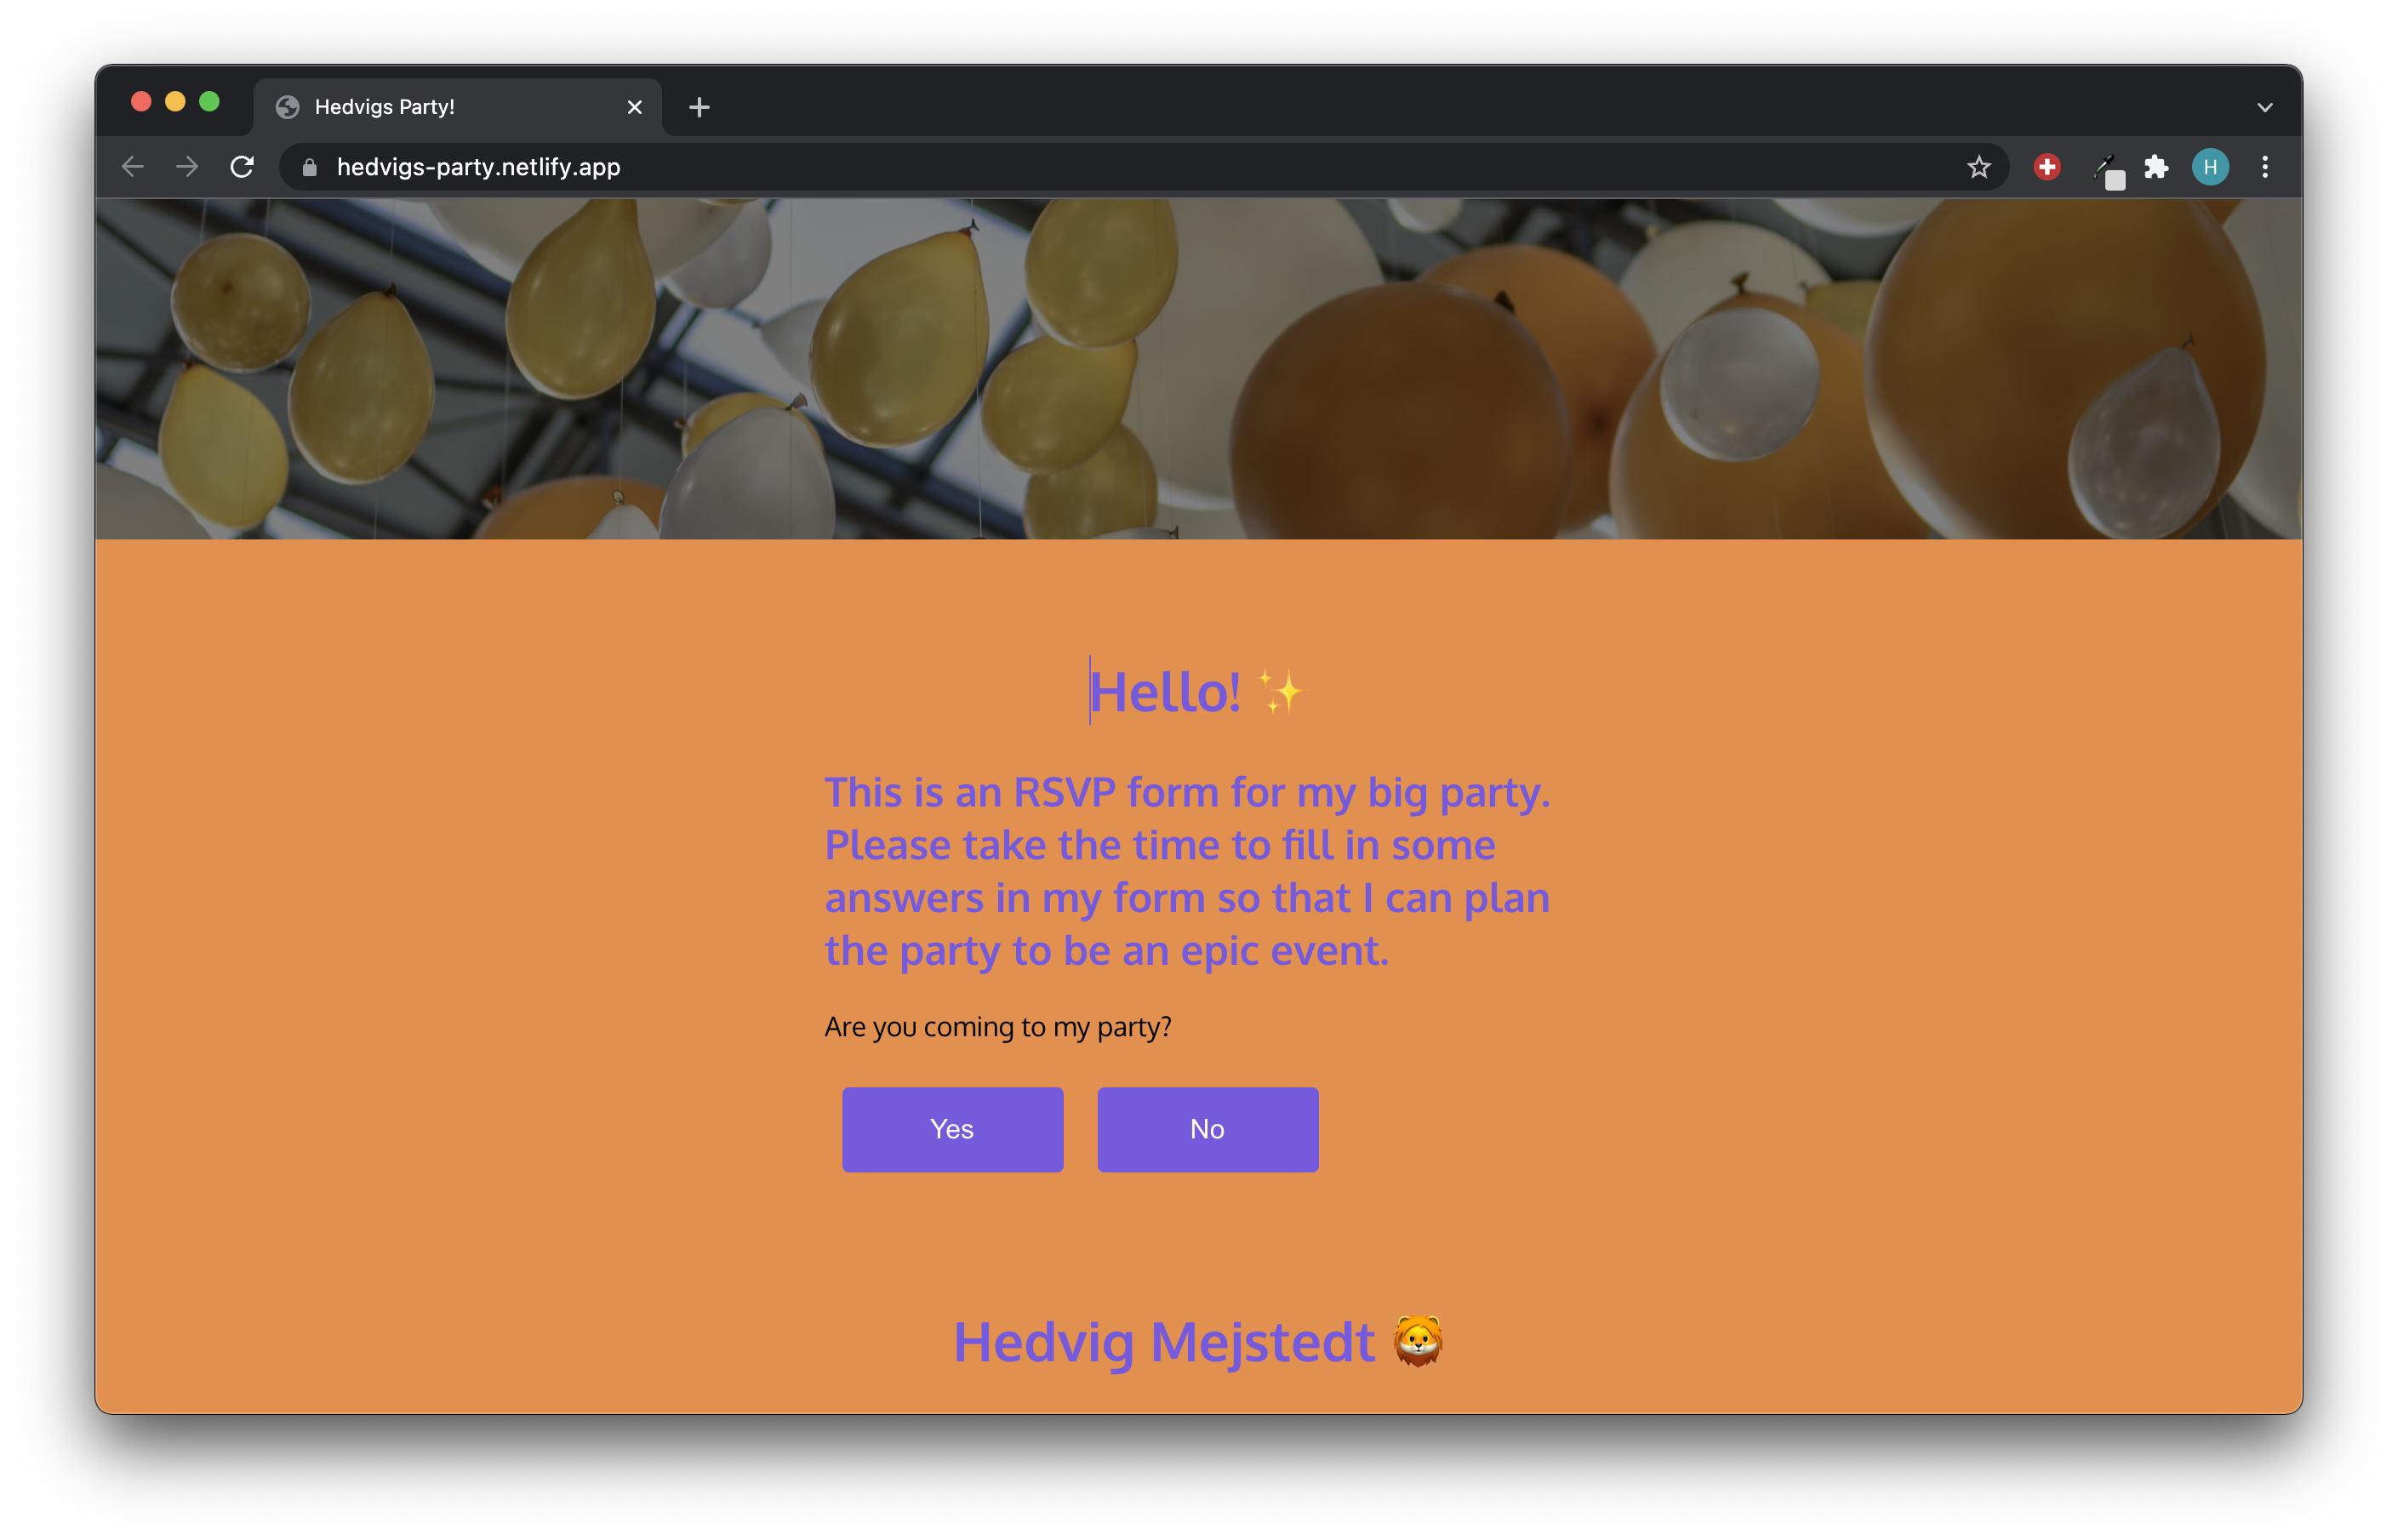 Hedvigs Party!
hedvigs-party.netlify.app
H
Hello! ✨
This is an RSVP form for my big party.
Please take the time to fill in some
answers in my form so that I can plan
the party to be an epic event.
Are you coming to my party?
Yes No
Hedvig Mejstedt 🦁